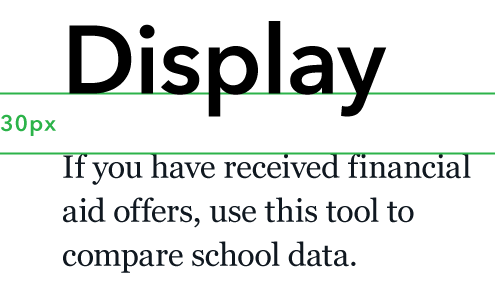 Display
30px
If you have received financial
aid offers, use this tool to
compare school data.